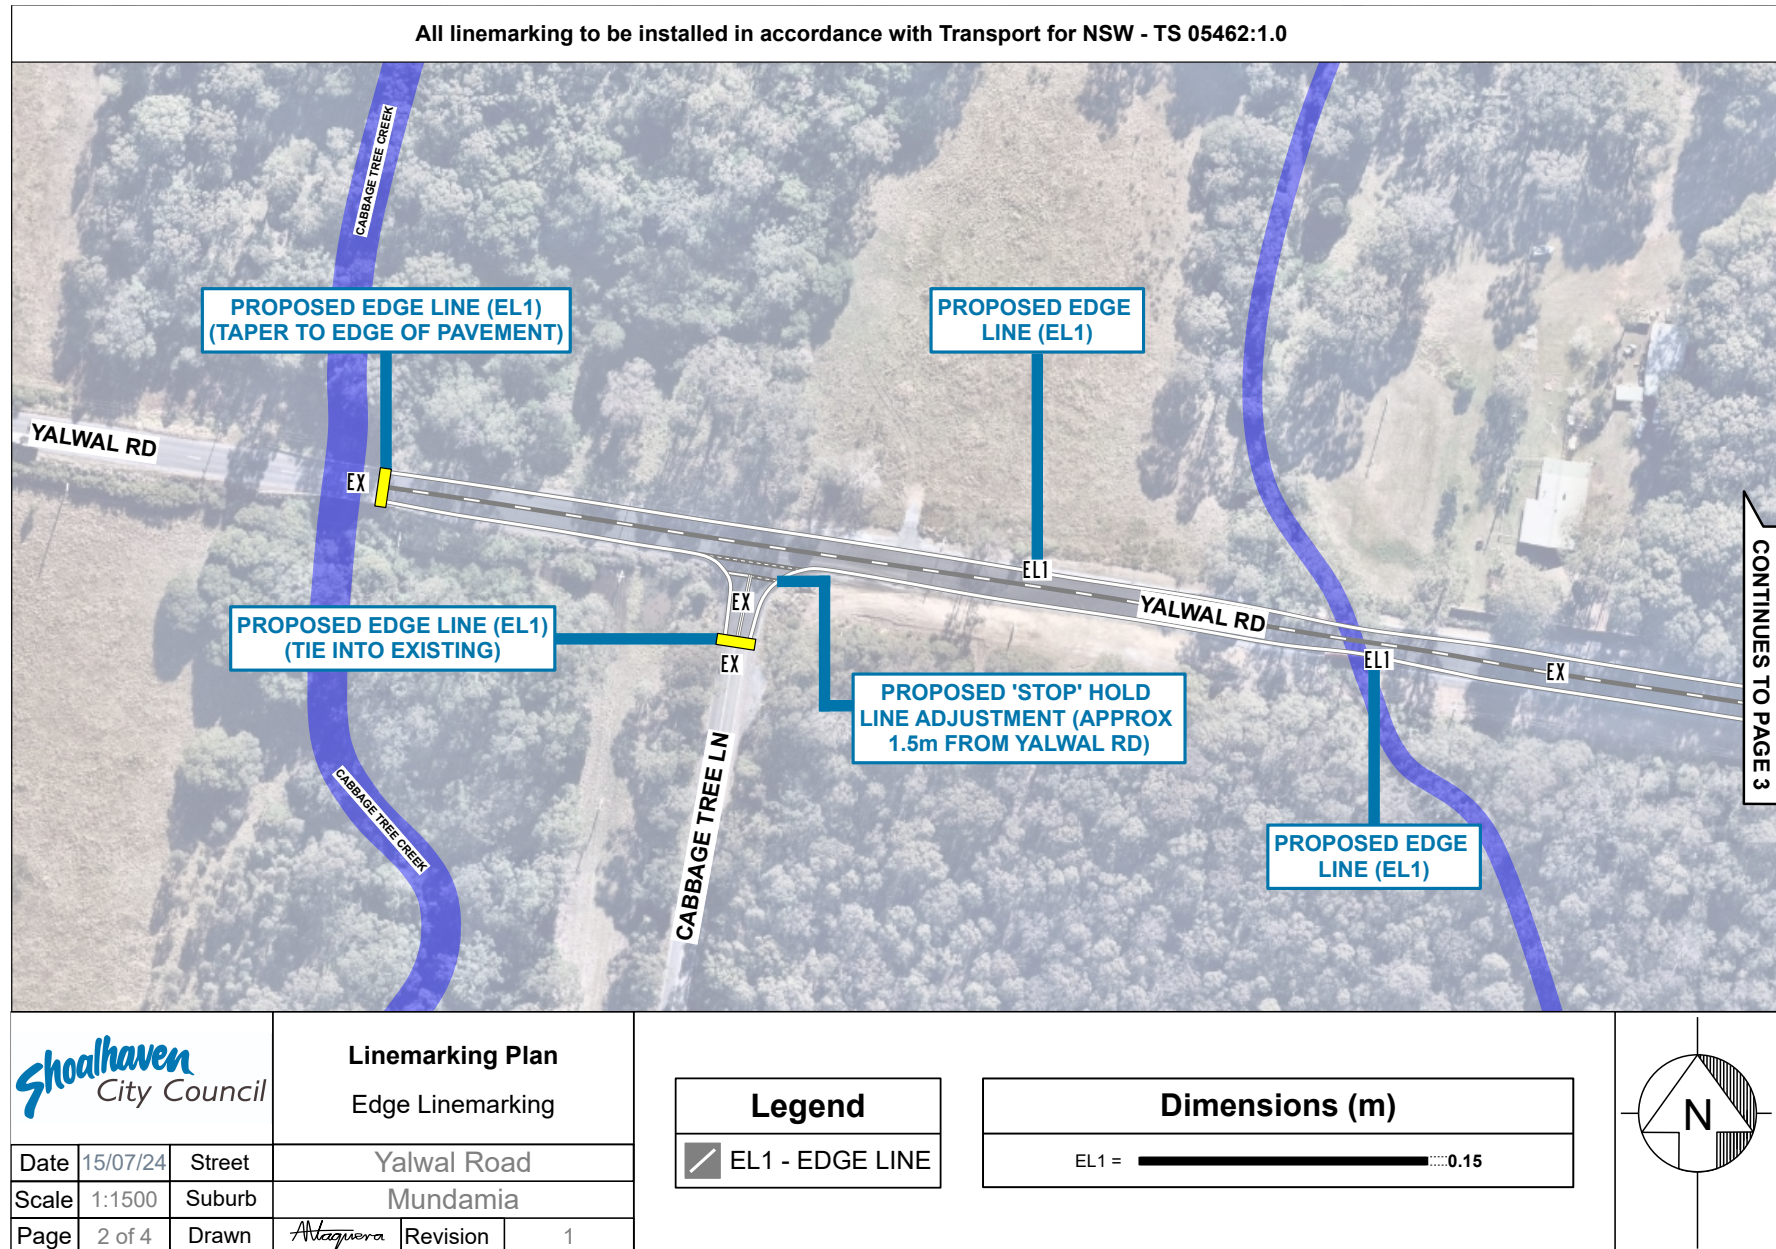 All linemarking to be installed in accordance with Transport for NSW - TS 05462:1.0
CABBAGE TREE CREEK
PROPOSED EDGE LINE (EL1)
(TAPER TO EDGE OF PAVEMENT)
PROPOSED EDGE
LINE (EL1)
YALWAL RD
EX
EL1
EX
YALWAL RD
PROPOSED EDGE LINE (EL1)
(TIE INTO EXISTING)
EX
EL1
EX
PROPOSED 'STOP' HOLD
LINE ADJUSTMENT (APPROX
1.5m FROM YALWAL RD)
CONTINUES TO PAGE 3
CABBAGE TREE LN
CABBAGE TREE CREEK
PROPOSED EDGE
LINE (EL1)
Shoalhaven
City Council
Linemarking Plan
Edge Linemarking
Date 15/07/24 Street Yalwal Road
Scale 1:1500 Suburb Mundamia
Page 2 of 4 Drawn Revision 1
Legend
EL1 - EDGE LINE
Dimensions (m)
EL1 = 0.15
N